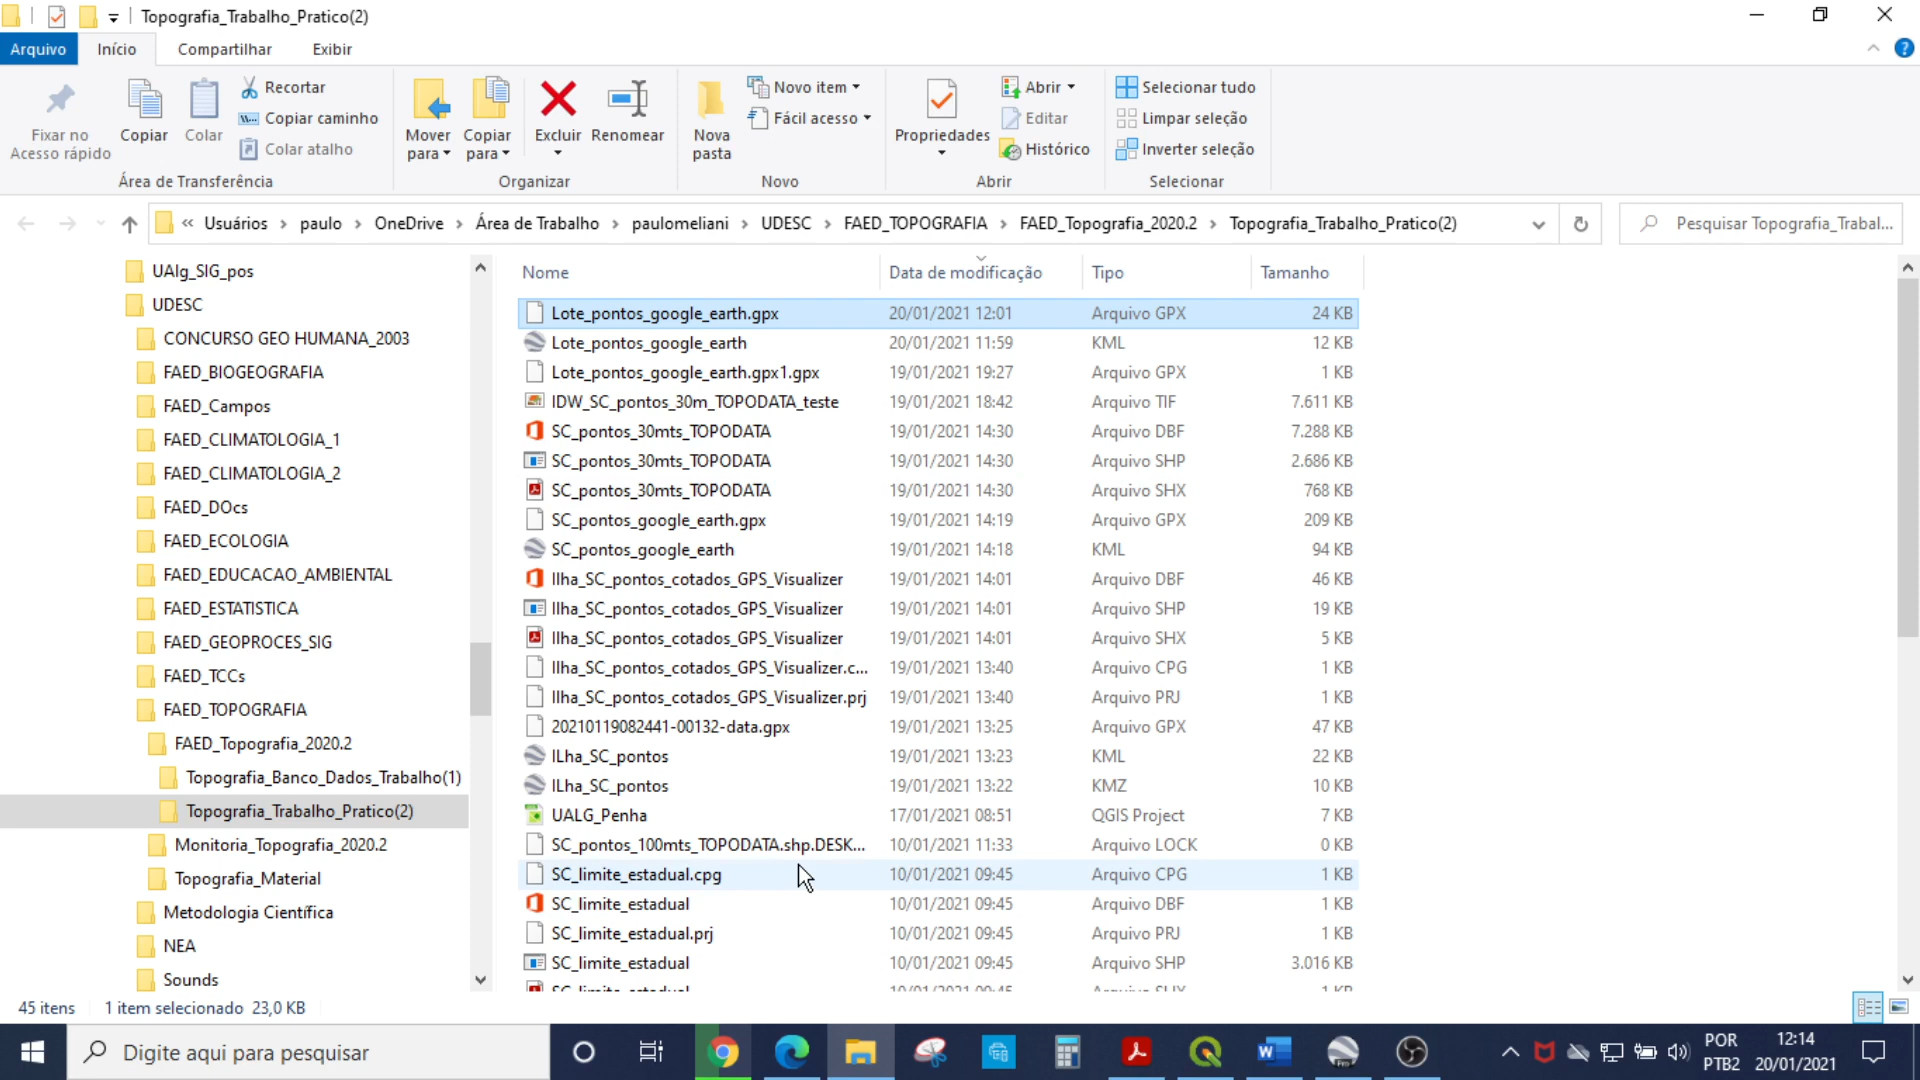 Topografia_Trabalho_Pratico(2)
Arquivo Início Compartilhar Exibir
Fixar no
Acesso rápido
Copiar
Colar
Recortar
Copiar caminho
Colar atalho
Área de Transferência
Mover
para
Copiar
para
Excluir
Renomear
Organizar
Nova
pasta
Novo item
Fácil acesso
Novo
Propriedades
Abrir
Editar
Histórico
Abrir
Selecionar tudo
Limpar seleção
Inverter seleção
Selecionar
« Usuários › paulo › OneDrive › Área de Trabalho › paulomeliani › UDESC › FAED_TOPOGRAFIA › FAED_Topografia_2020.2 › Topografia_Trabalho_Pratico(2)
Pesquisar Topografia_Trabal...
UAlg_SIG_pos
UDESC
CONCURSO GEO HUMANA_2003
FAED_BIOGEOGRAFIA
FAED_Campos
FAED_CLIMATOLOGIA_1
FAED_CLIMATOLOGIA_2
FAED_DOcs
FAED_ECOLOGIA
FAED_EDUCACAO_AMBIENTAL
FAED_ESTATISTICA
FAED_GEOPROCES_SIG
FAED_TCCs
FAED_TOPOGRAFIA
FAED_Topografia_2020.2
Topografia_Banco_Dados_Trabalho(1)
Topografia_Trabalho_Pratico(2)
Monitoria_Topografia_2020.2
Topografia_Material
Metodologia Científica
NEA
Sounds
Nome Data de modificação Tipo Tamanho
Lote_pontos_google_earth.gpx 20/01/2021 12:01 Arquivo GPX 24 KB
Lote_pontos_google_earth 20/01/2021 11:59 KML 12 KB
Lote_pontos_google_earth.gpx1.gpx 19/01/2021 19:27 Arquivo GPX 1 KB
IDW_SC_pontos_30m_TOPODATA_teste 19/01/2021 18:42 Arquivo TIF 7.611 KB
SC_pontos_30mts_TOPODATA 19/01/2021 14:30 Arquivo DBF 7.288 KB
SC_pontos_30mts_TOPODATA 19/01/2021 14:30 Arquivo SHP 2.686 KB
SC_pontos_30mts_TOPODATA 19/01/2021 14:30 Arquivo SHX 768 KB
SC_pontos_google_earth.gpx 19/01/2021 14:19 Arquivo GPX 209 KB
SC_pontos_google_earth 19/01/2021 14:18 KML 94 KB
Ilha_SC_pontos_cotados_GPS_Visualizer 19/01/2021 14:01 Arquivo DBF 46 KB
Ilha_SC_pontos_cotados_GPS_Visualizer 19/01/2021 14:01 Arquivo SHP 19 KB
Ilha_SC_pontos_cotados_GPS_Visualizer 19/01/2021 14:01 Arquivo SHX 5 KB
Ilha_SC_pontos_cotados_GPS_Visualizer.c... 19/01/2021 13:40 Arquivo CPG 1 KB
Ilha_SC_pontos_cotados_GPS_Visualizer.prj 19/01/2021 13:40 Arquivo PRJ 1 KB
20210119082441-00132-data.gpx 19/01/2021 13:25 Arquivo GPX 47 KB
ILha_SC_pontos 19/01/2021 13:23 KML 22 KB
ILha_SC_pontos 19/01/2021 13:22 KMZ 10 KB
UALG_Penha 17/01/2021 08:51 QGIS Project 7 KB
SC_pontos_100mts_TOPODATA.shp.DESK... 10/01/2021 11:33 Arquivo LOCK 0 KB
SC_limite_estadual.cpg 10/01/2021 09:45 Arquivo CPG 1 KB
SC_limite_estadual 10/01/2021 09:45 Arquivo DBF 1 KB
SC_limite_estadual.prj 10/01/2021 09:45 Arquivo PRJ 1 KB
SC_limite_estadual 10/01/2021 09:45 Arquivo SHP 3.016 KB
SC_limite_estadual 10/01/2021 09:45 Arquivo SHX 1 KB
45 itens 1 item selecionado 23,0 KB
Digite aqui para pesquisar
POR
PTB2
12:14
20/01/2021